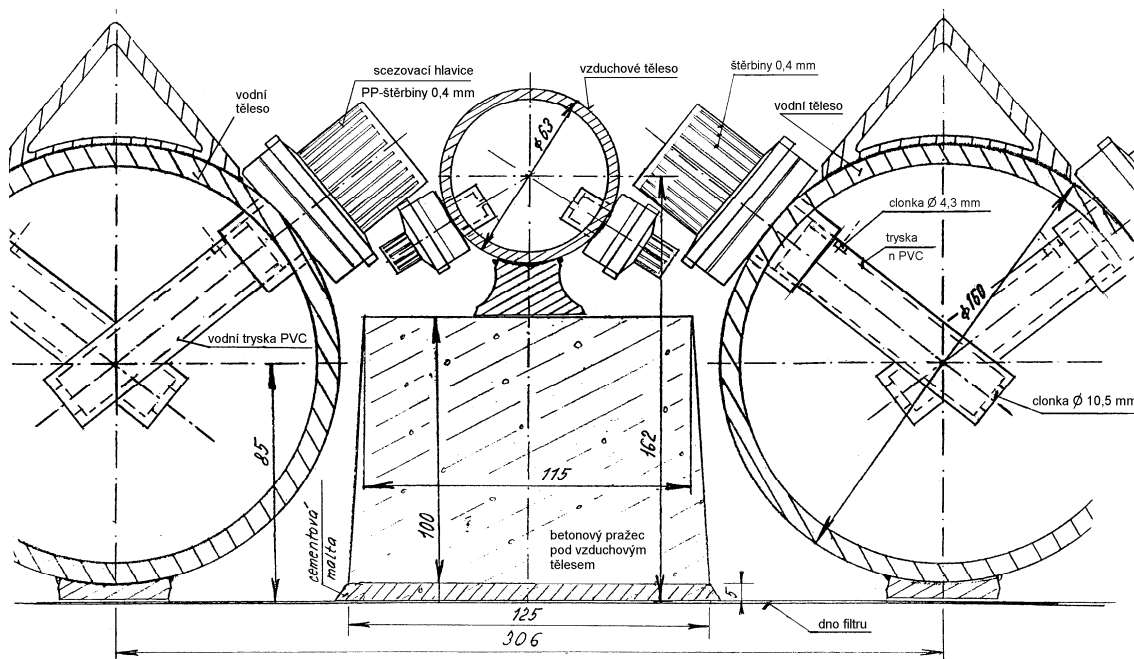 scezovací hlavice
PP-štěrbiny 0,4 mm
vzduchové těleso
štěrbiny 0,4 mm
vodní
těleso
vodní těleso
ϕ63
clonka Ø 4,3 mm
tryska
n PVC
ϕ160
vodní tryska PVC
clonka Ø 10,5 mm
85
162
115
100
betonový pražec
pod vzduchovým
tělesem
cementová
malta
5
125
dno filtru
306